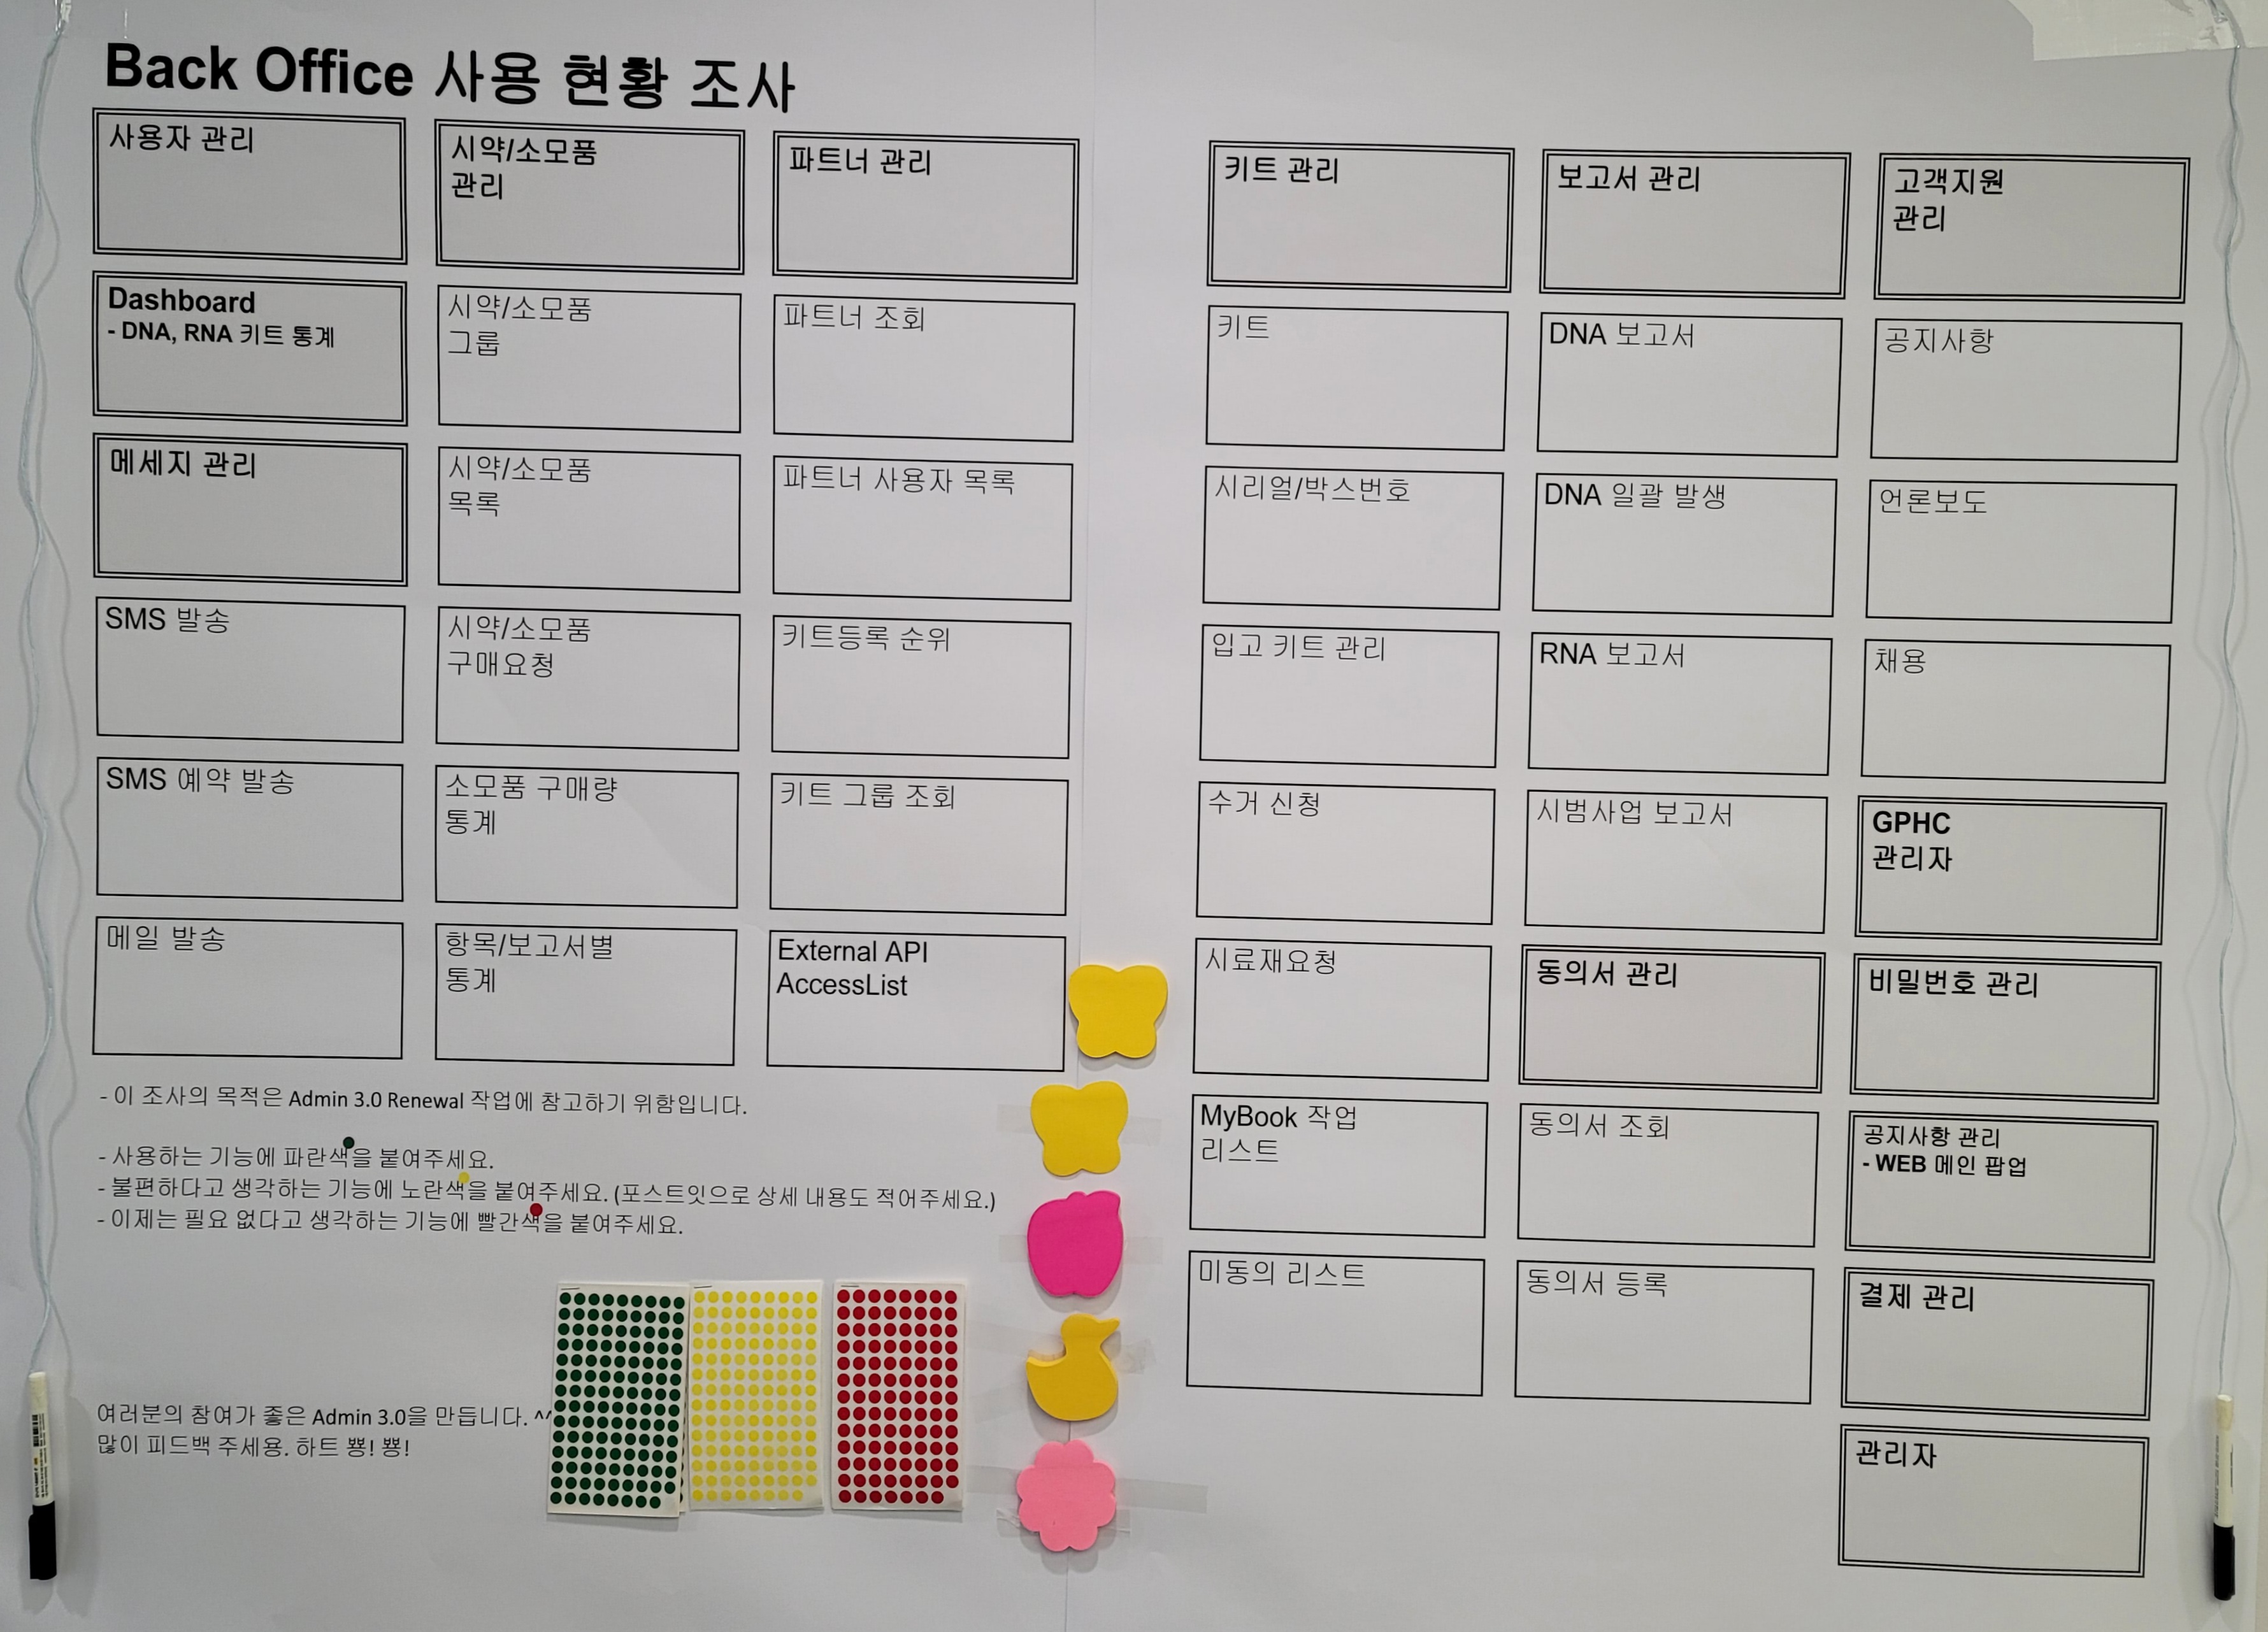 Back Office 사용 현황 조사
사용자 관리
Dashboard
- DNA, RNA 키트 통계
메세지 관리
SMS 발송
SMS 예약 발송
메일 발송
시약/소모품
관리
시약/소모품
그룹
시약/소모품
목록
시약/소모품
구매요청
소모품 구매량
통계
항목/보고서별
통계
파트너 관리
파트너 조회
파트너 사용자 목록
키트등록 순위
키트 그룹 조회
External API
AccessList
키트 관리
키트
시리얼/박스번호
입고 키트 관리
수거 신청
시료재요청
MyBook 작업
리스트
미동의 리스트
보고서 관리
DNA 보고서
DNA 일괄 발생
RNA 보고서
시범사업 보고서
동의서 관리
동의서 조회
동의서 등록
고객지원
관리
공지사항
언론보도
채용
GPHC
관리자
비밀번호 관리
공지사항 관리
- WEB 메인 팝업
결제 관리
관리자
- 이 조사의 목적은 Admin 3.0 Renewal 작업에 참고하기 위함입니다.
- 사용하는 기능에 파란색을 붙여주세요.
- 불편하다고 생각하는 기능에 노란색을 붙여주세요. (포스트잇으로 상세 내용도 적어주세요.)
- 이제는 필요 없다고 생각하는 기능에 빨간색을 붙여주세요.
여러분의 참여가 좋은 Admin 3.0을 만듭니다. ^^
많이 피드백 주세용. 하트 뿅! 뿅!